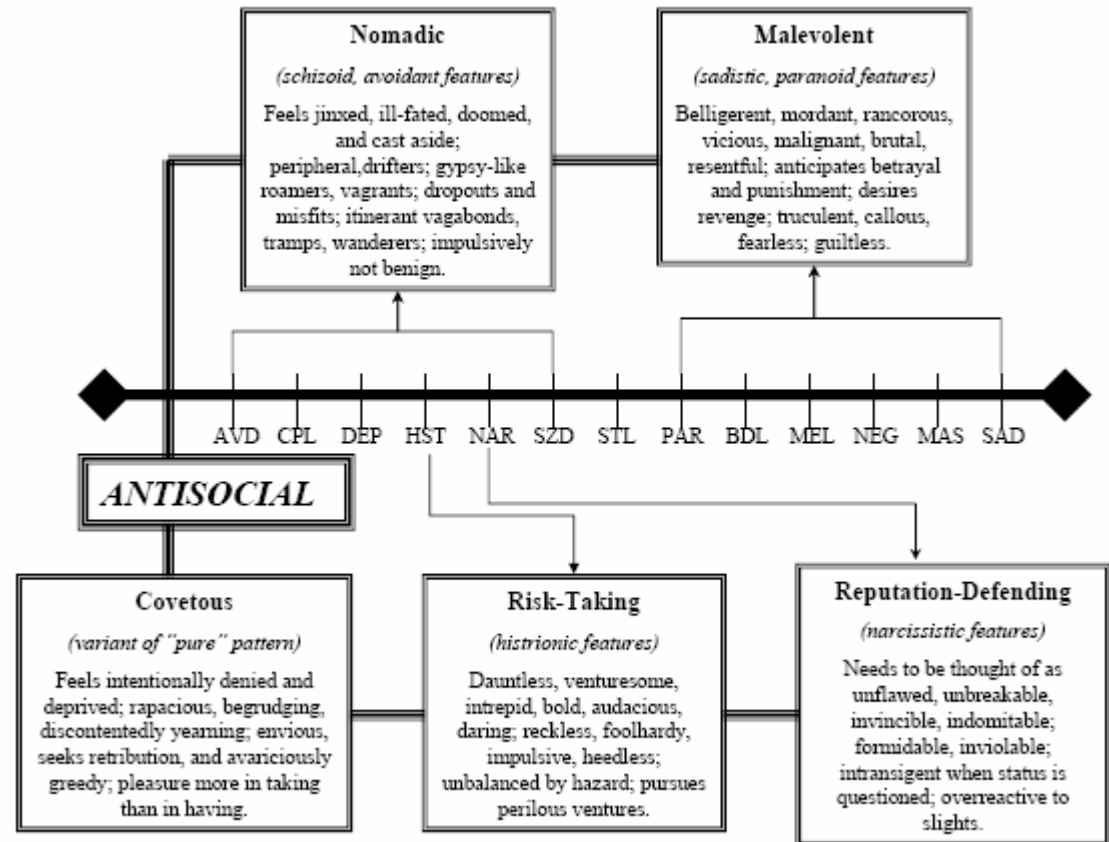 Nomadic
(schizoid, avoidant features)
Feels jinxed, ill-fated, doomed,
and cast aside;
peripheral,drifters; gypsy-like
roamers, vagrants; dropouts and
misfits; itinerant vagabonds,
tramps, wanderers; impulsively
not benign.
Malevolent
(sadistic, paranoid features)
Belligerent, mordant, rancorous,
vicious, malignant, brutal,
resentful; anticipates betrayal
and punishment; desires
revenge; truculent, callous,
fearless; guiltless.
AVD CPL DEP HST NAR SZD STL PAR BDL MEL NEG MAS SAD
ANTISOCIAL
Covetous
(variant of "pure" pattern)
Feels intentionally denied and
deprived; rapacious, begrudging,
discontentedly yearning; envious,
seeks retribution, and avariciously
greedy; pleasure more in taking
than in having.
Risk-Taking
(histrionic features)
Dauntless, venturesome,
intrepid, bold, audacious,
daring; reckless, foolhardy,
impulsive, heedless;
unbalanced by hazard; pursues
perilous ventures.
Reputation-Defending
(narcissistic features)
Needs to be thought of as
unflawed, unbreakable,
invincible, indomitable;
formidable, inviolable;
intransigent when status is
questioned; overreactive to
slights.